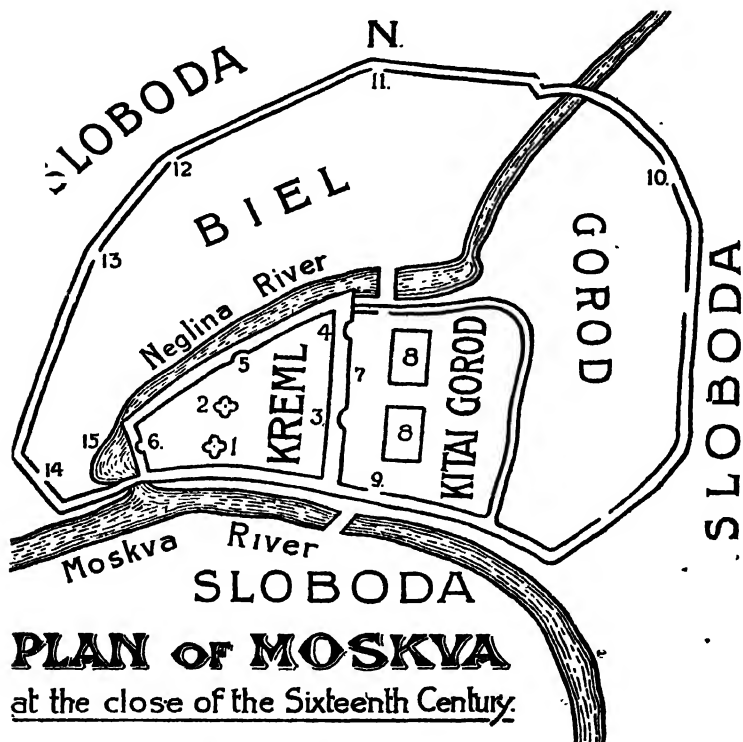 N.
SLOBODA
11.
12
10.
BIEL
13
GOROD
SLOBODA
Neglina River
4
5
7
8
KREML
KITAI GOROD
2
3.
8
15.
6.
1
14
9.
Moskva River
SLOBODA
PLAN OF MOSKVA
at the close of the Sixteenth Century.